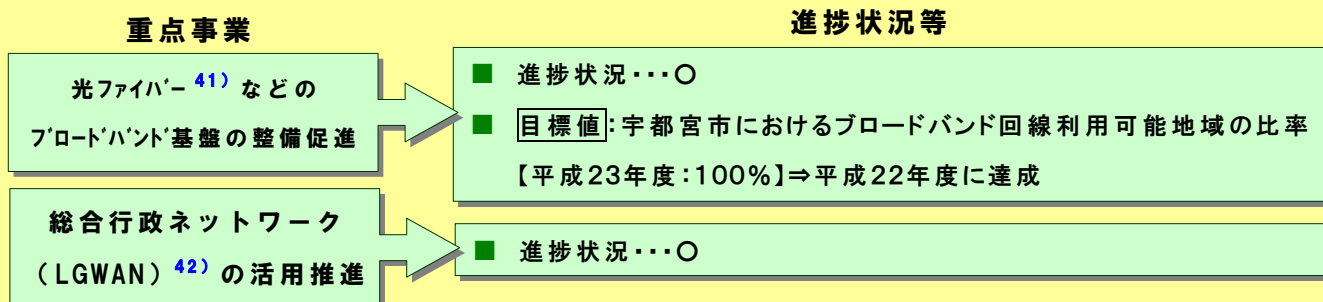 重点事業
進捗状況等
光ファイバー 41) などの
ブロードバンド基盤の整備促進
■ 進捗状況・・・○
■ 目標値：宇都宮市におけるブロードバンド回線利用可能地域の比率
【平成23年度：100％】⇒平成22年度に達成
総合行政ネットワーク
（LGWAN） 42) の活用推進
■ 進捗状況・・・○